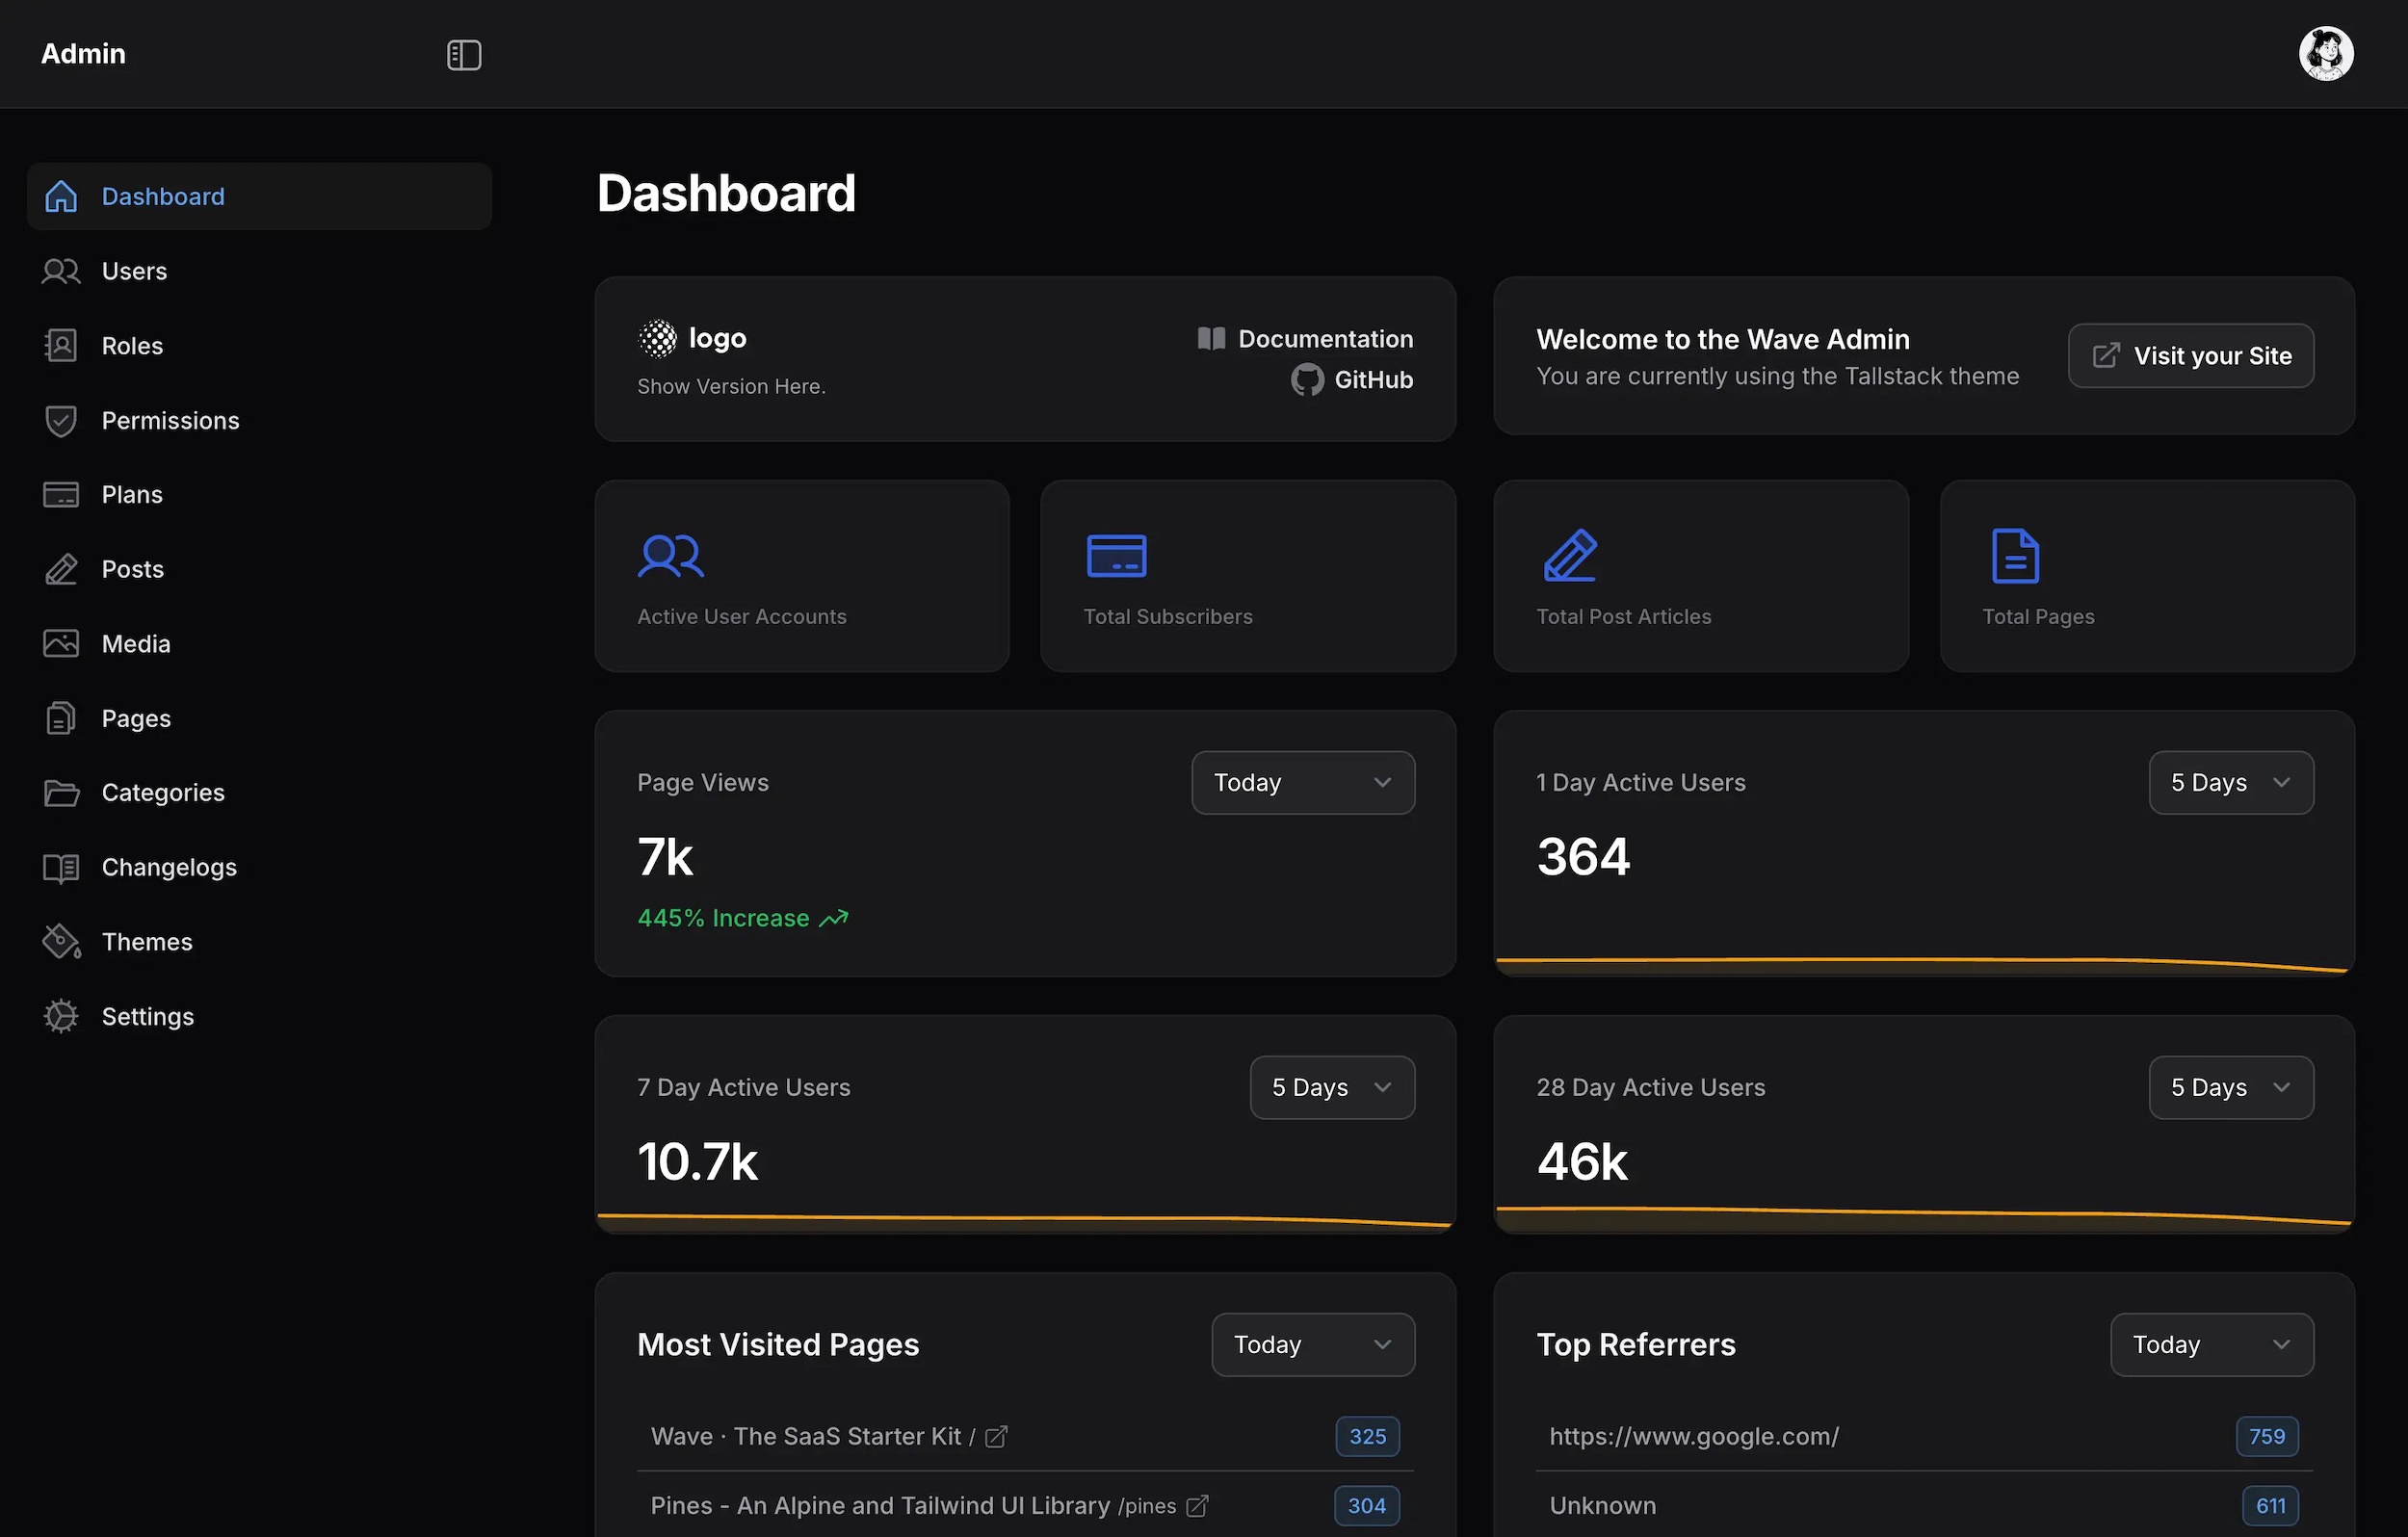 Admin
Dashboard
Users
Roles
Permissions
Plans
Posts
Media
Pages
Categories
Changelogs
Themes
Settings
Dashboard
logo
Show Version Here.
Documentation
GitHub
Welcome to the Wave Admin
You are currently using the Tallstack theme
Visit your Site
Active User Accounts
Total Subscribers
Total Post Articles
Total Pages
Page Views
Today
7k
445% Increase
1 Day Active Users
5 Days
364
7 Day Active Users
5 Days
10.7k
28 Day Active Users
5 Days
46k
Most Visited Pages
Today
Wave · The SaaS Starter Kit / 325
Pines - An Alpine and Tailwind UI Library /pines 304
Top Referrers
Today
https://www.google.com/ 759
Unknown 611